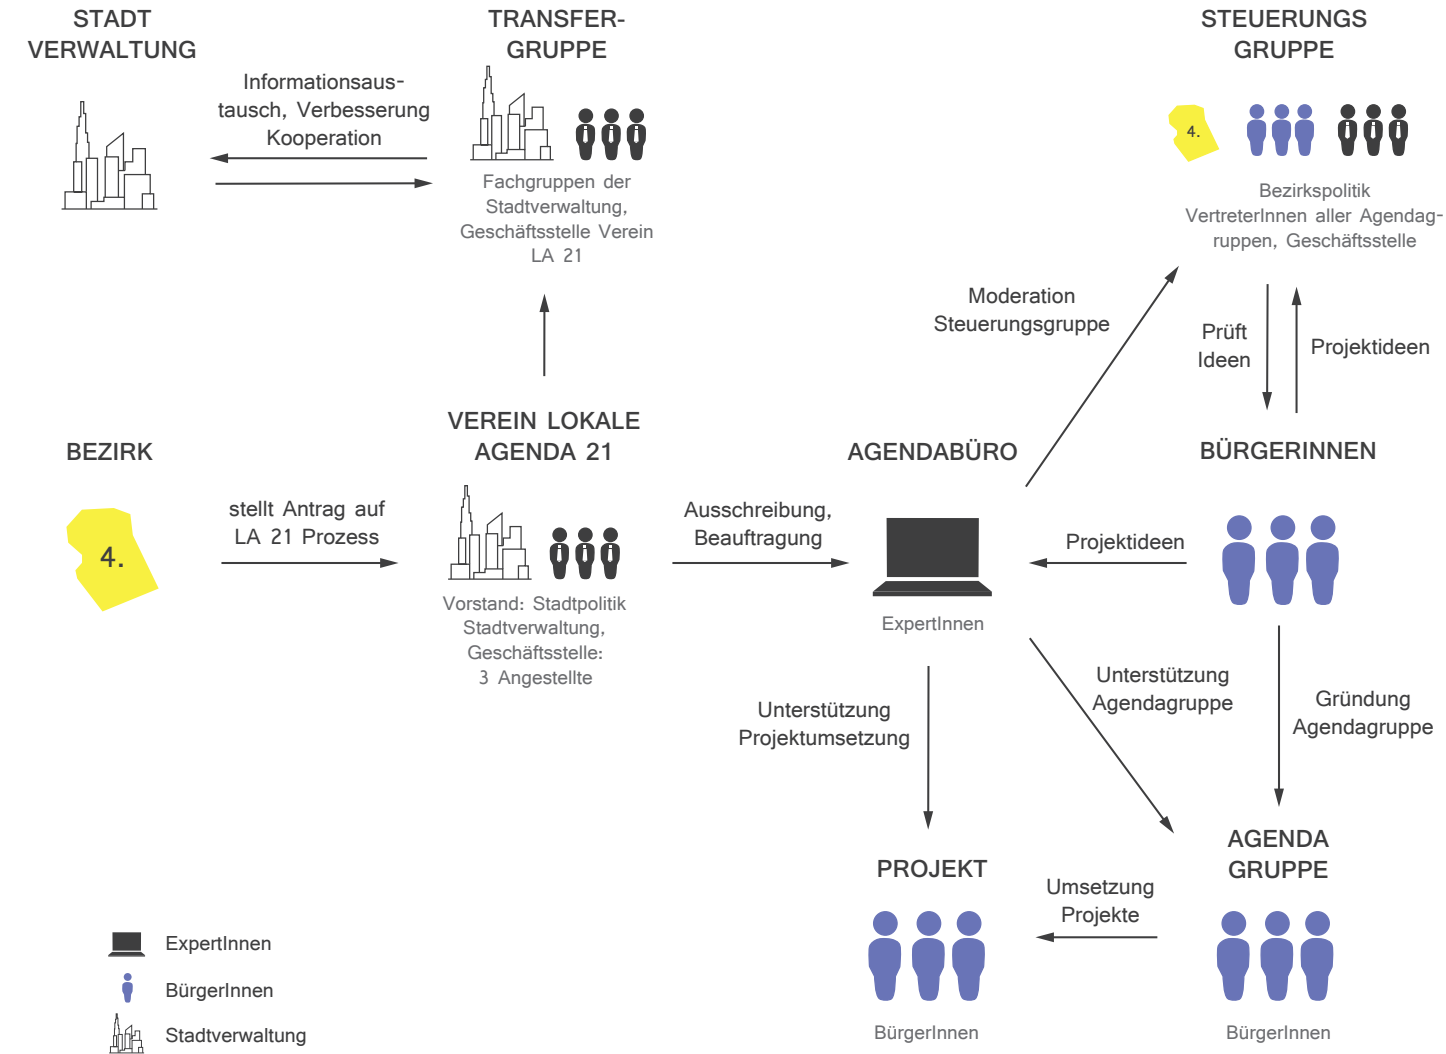 STADT
VERWALTUNG
Informationsaus-
tausch, Verbesserung
Kooperation
TRANSFER-
GRUPPE
Fachgruppen der
Stadtverwaltung,
Geschäftsstelle Verein
LA 21
STEUERUNGS
GRUPPE
4.
Bezirkspolitik
VertreterInnen aller Agendag-
ruppen, Geschäftsstelle
Moderation
Steuerungsgruppe
Prüft
Ideen
Projektideen
BEZIRK
4.
stellt Antrag auf
LA 21 Prozess
VEREIN LOKALE
AGENDA 21
Vorstand: Stadtpolitik
Stadtverwaltung,
Geschäftsstelle:
3 Angestellte
Ausschreibung,
Beauftragung
AGENDABÜRO
ExpertInnen
Projektideen
BÜRGERINNEN
Unterstützung
Projektumsetzung
Unterstützung
Agendagruppe
Gründung
Agendagruppe
PROJEKT
BürgerInnen
Umsetzung
Projekte
AGENDA
GRUPPE
BürgerInnen
ExpertInnen
BürgerInnen
Stadtverwaltung